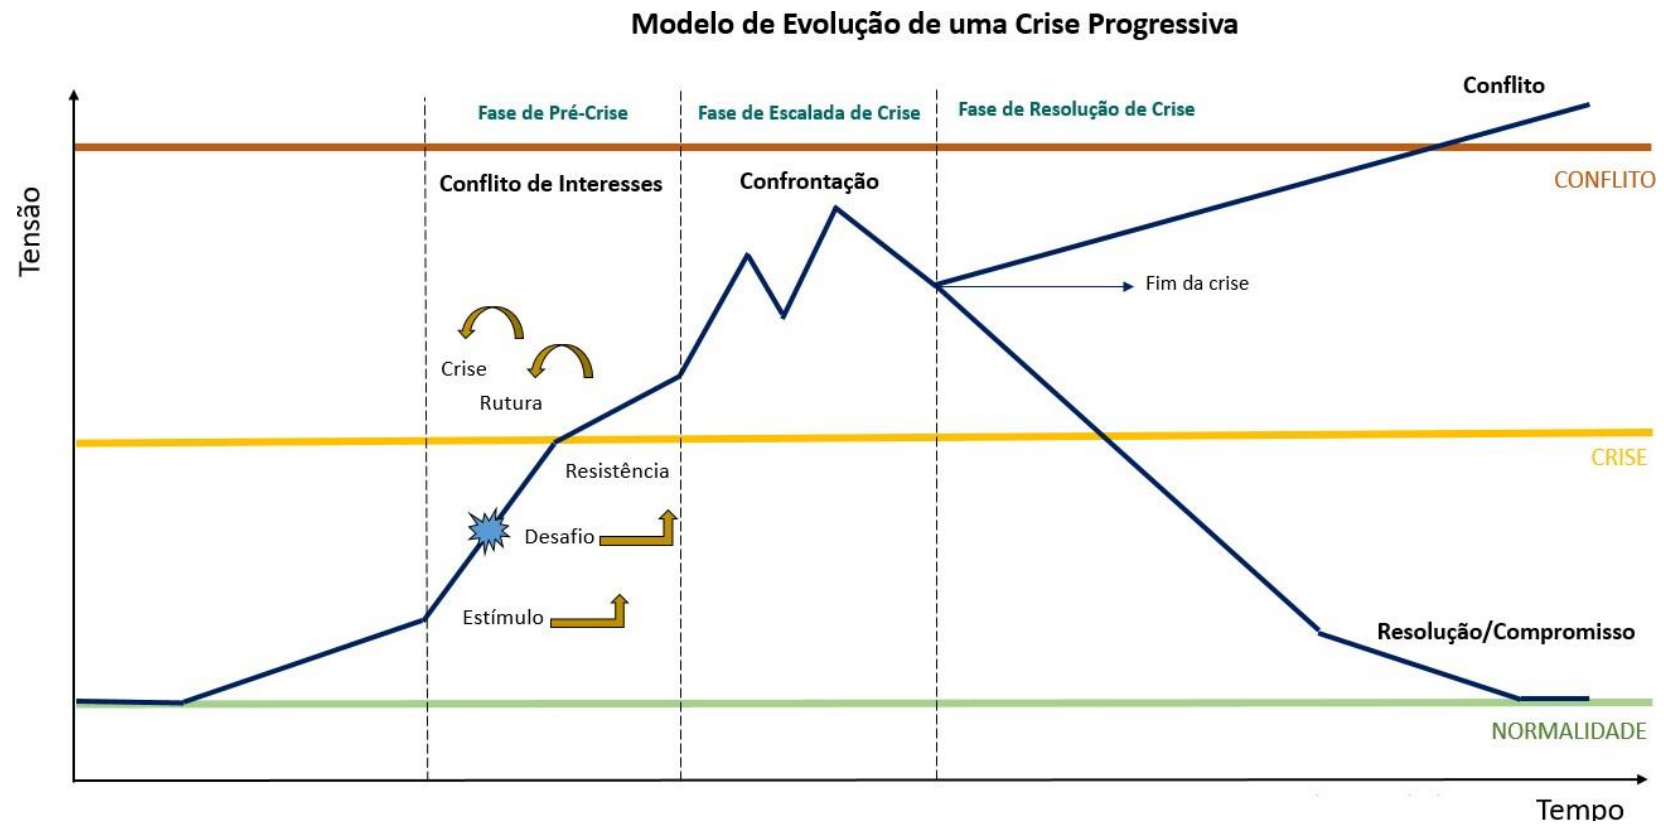 Modelo de Evolução de uma Crise Progressiva
Conflito
Fase de Pré-Crise
Fase de Escalada de Crise
Fase de Resolução de Crise
CONFLITO
Conflito de Interesses
Confrontação
Tensão
Fim da crise
Crise
Rutura
CRISE
Resistência
Desafio
Estímulo
Resolução/Compromisso
NORMALIDADE
Tempo